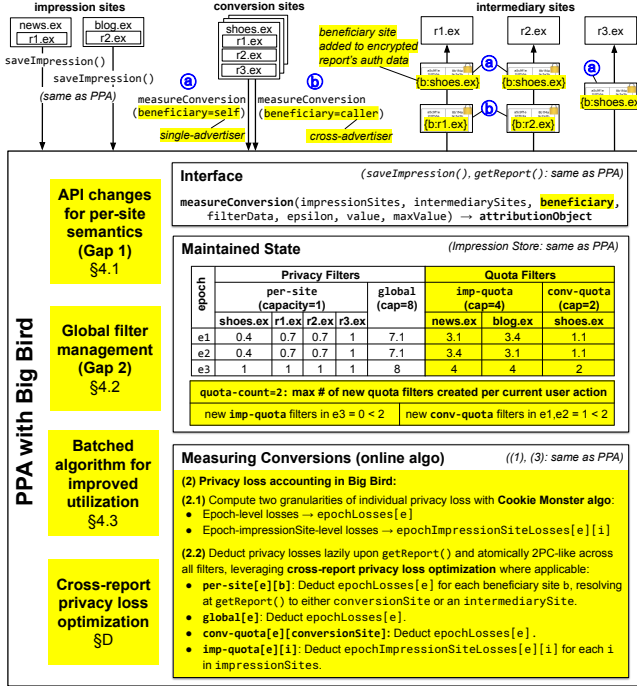 impression sites
conversion sites
intermediary sites
news.ex
r1.ex
blog.ex
r2.ex
saveImpression()
saveImpression()
(same as PPA)
shoes.ex
r1.ex
r2.ex
r3.ex
a
measureConversion
(beneficiary=self)
single-advertiser
b
measureConversion
(beneficiary=caller)
cross-advertiser
beneficiary site
added to encrypted
report's auth data
r1.ex
r2.ex
r3.ex
a
a
{b:shoes.ex}
{b:shoes.ex}
{b:shoes.ex}
b
{b:r1.ex}
{b:r2.ex}
PPA with Big Bird
API changes
for per-site
semantics
(Gap 1)
§4.1
Global filter
management
(Gap 2)
§4.2
Batched
algorithm for
improved
utilization
§4.3
Cross-report
privacy loss
optimization
§D
Interface
(saveImpression(), getReport(): same as PPA)
measureConversion(impressionSites, intermediarySites, beneficiary,
filterData, epsilon, value, maxValue) → attributionObject
Maintained State
(Impression Store: same as PPA)
epoch
Privacy Filters
Quota Filters
per-site
(capacity=1)
global
(cap=8)
imp-quota
(cap=4)
conv-quota
(cap=2)
shoes.ex r1.ex r2.ex r3.ex news.ex blog.ex shoes.ex
e1 0.4 0.7 0.7 1 7.1 3.1 3.4 1.1
e2 0.4 0.7 0.7 1 7.1 3.4 3.1 1.1
e3 1 1 1 1 8 4 4 2
quota-count=2: max # of new quota filters created per current user action
new imp-quota filters in e3 = 0 < 2
new conv-quota filters in e1,e2 = 1 < 2
Measuring Conversions (online algo)
((1), (3): same as PPA)
(2) Privacy loss accounting in Big Bird:
(2.1) Compute two granularities of individual privacy loss with Cookie Monster algo:
● Epoch-level losses → epochLosses[e]
● Epoch-impressionSite-level losses → epochImpressionSiteLosses[e][i]
(2.2) Deduct privacy losses lazily upon getReport() and atomically 2PC-like across
all filters, leveraging cross-report privacy loss optimization where applicable:
● per-site[e][b]: Deduct epochLosses[e] for each beneficiary site b, resolving
at getReport() to either conversionSite or an intermediarySite.
● global[e]: Deduct epochLosses[e].
● conv-quota[e][conversionSite]: Deduct epochLosses[e].
● imp-quota[e][i]: Deduct epochImpressionSiteLosses[e][i] for each i
in impressionSites.